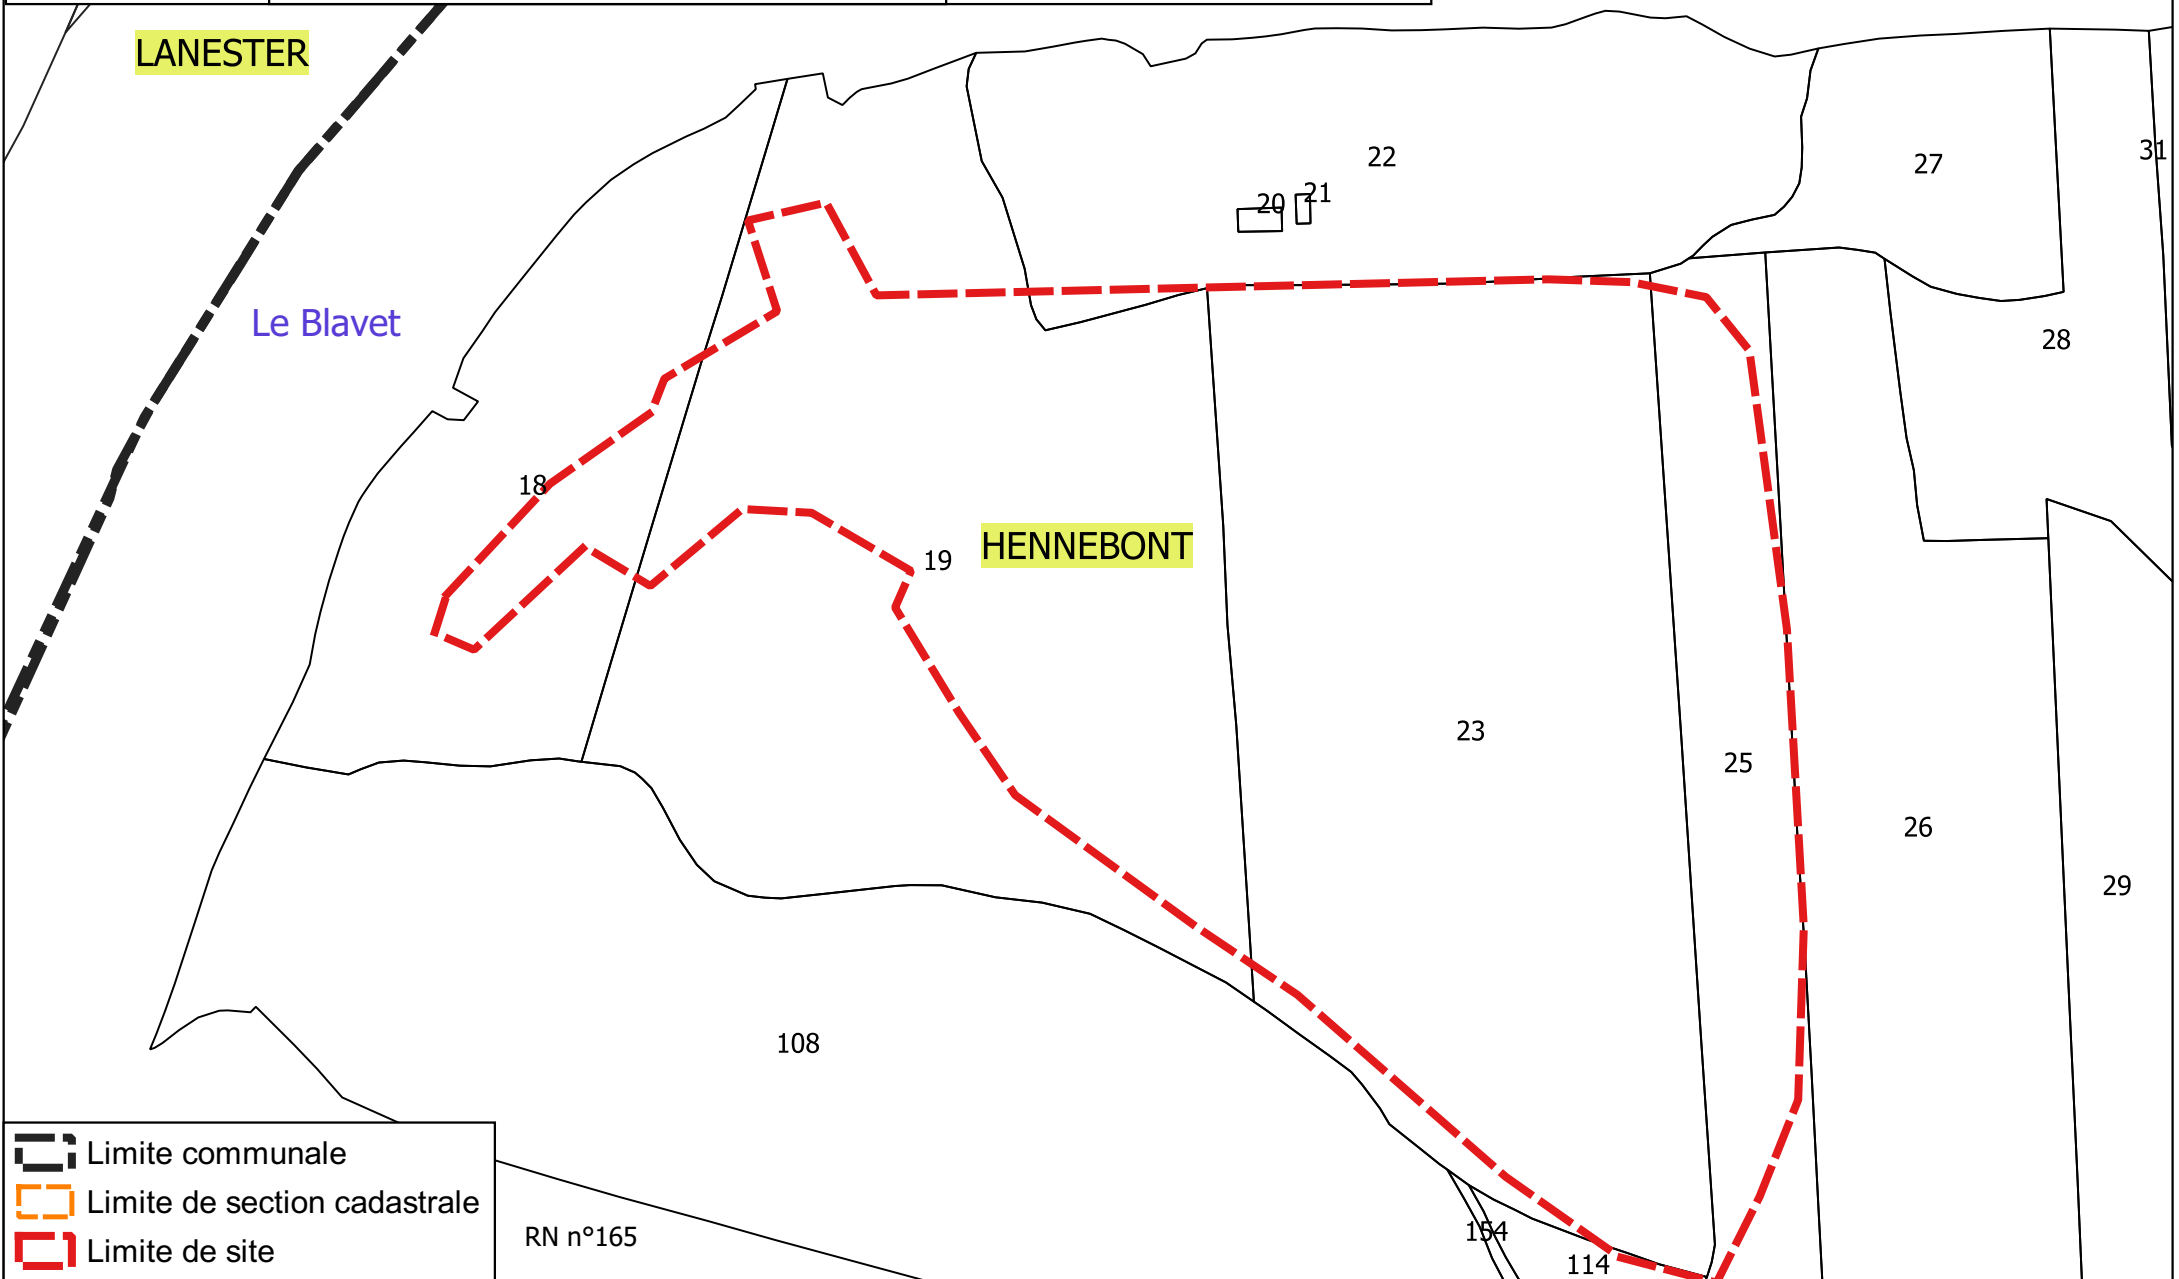 LANESTER
31
22
27
21
20
Le Blavet
28
18
HENNEBONT
19
23
25
26
29
108
Limite communale
Limite de section cadastrale
Limite de site
RN n°165
154
114